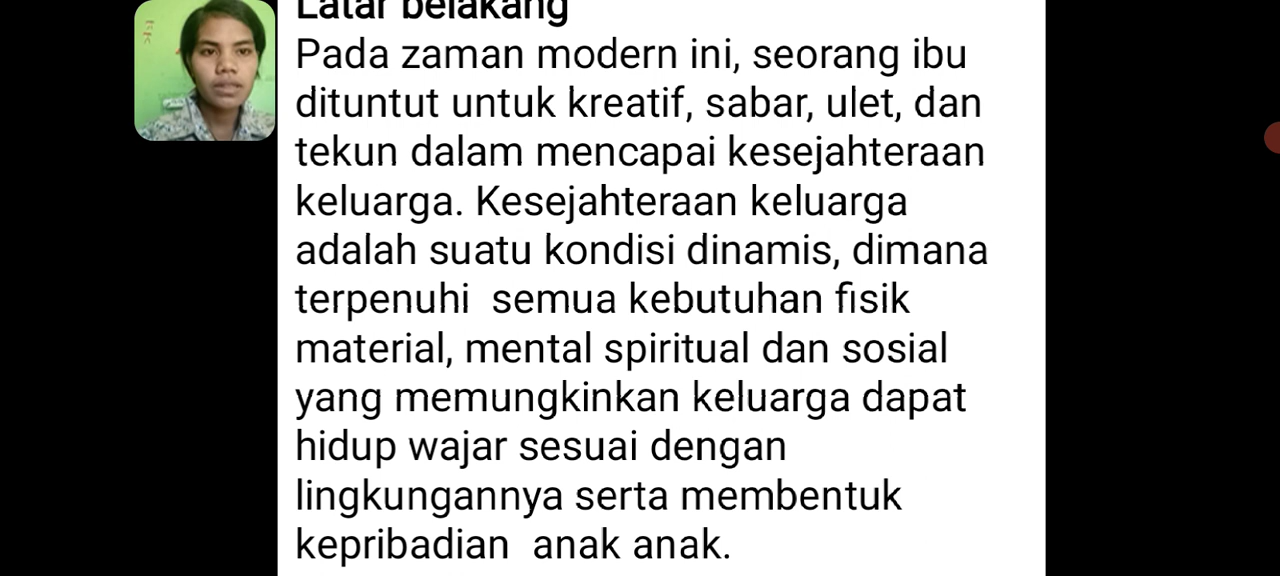 Latar belakang
Pada zaman modern ini, seorang ibu
dituntut untuk kreatif, sabar, ulet, dan
tekun dalam mencapai kesejahteraan
keluarga. Kesejahteraan keluarga
adalah suatu kondisi dinamis, dimana
terpenuhi  semua kebutuhan fisik
material, mental spiritual dan sosial
yang memungkinkan keluarga dapat
hidup wajar sesuai dengan
lingkungannya serta membentuk
kepribadian  anak anak.